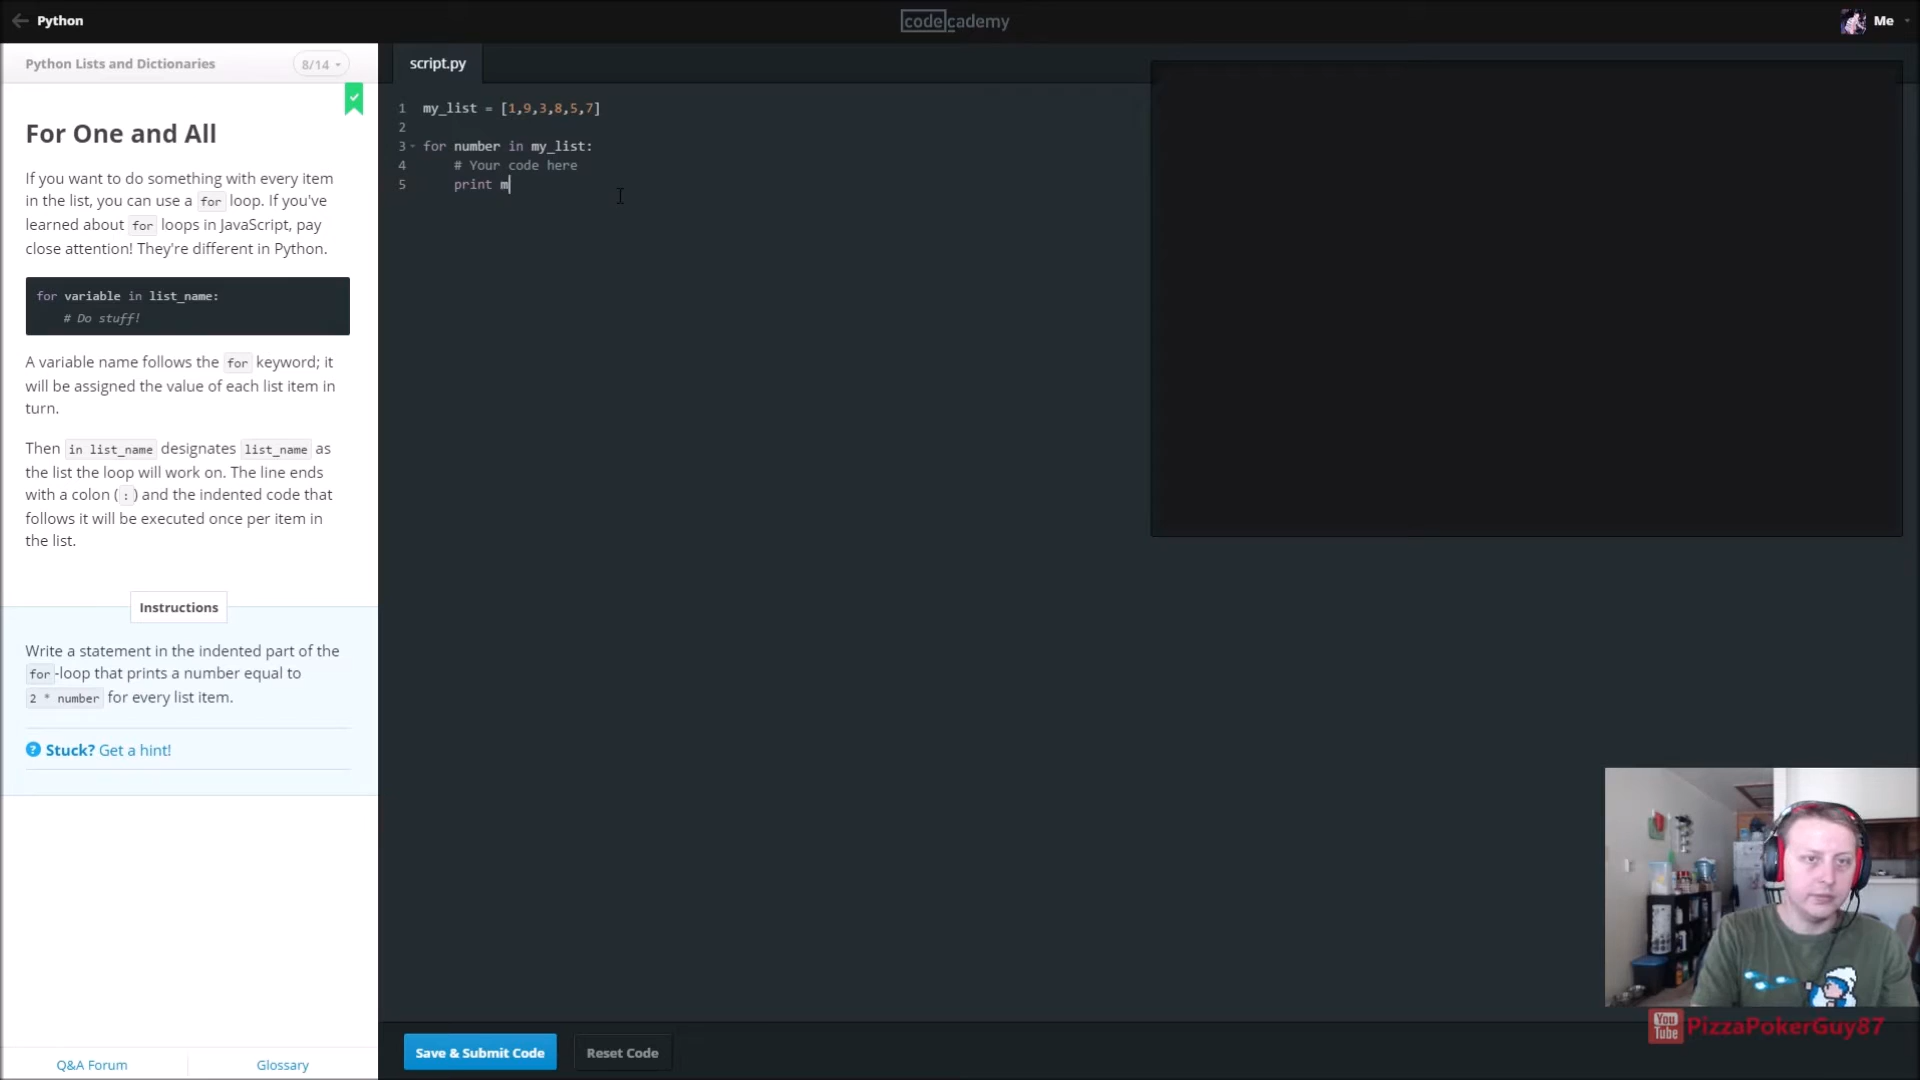 Python
codecademy
Me
Python Lists and Dictionaries
8/14
script.py
For One and All
If you want to do something with every item
in the list, you can use a for loop. If you've
learned about for loops in JavaScript, pay
close attention! They're different in Python.
for variable in list_name:
# Do stuff!
A variable name follows the for keyword; it
will be assigned the value of each list item in
turn.
Then in list_name designates list_name as
the list the loop will work on. The line ends
with a colon (:) and the indented code that
follows it will be executed once per item in
the list.
Instructions
Write a statement in the indented part of the
for-loop that prints a number equal to
2 * number for every list item.
? Stuck? Get a hint!
Q&A Forum
Glossary
1 my_list = [1,9,3,8,5,7]
2
3 for number in my_list:
4 # Your code here
5 print m
Save & Submit Code
Reset Code
You Tube PizzaPokerGuy87